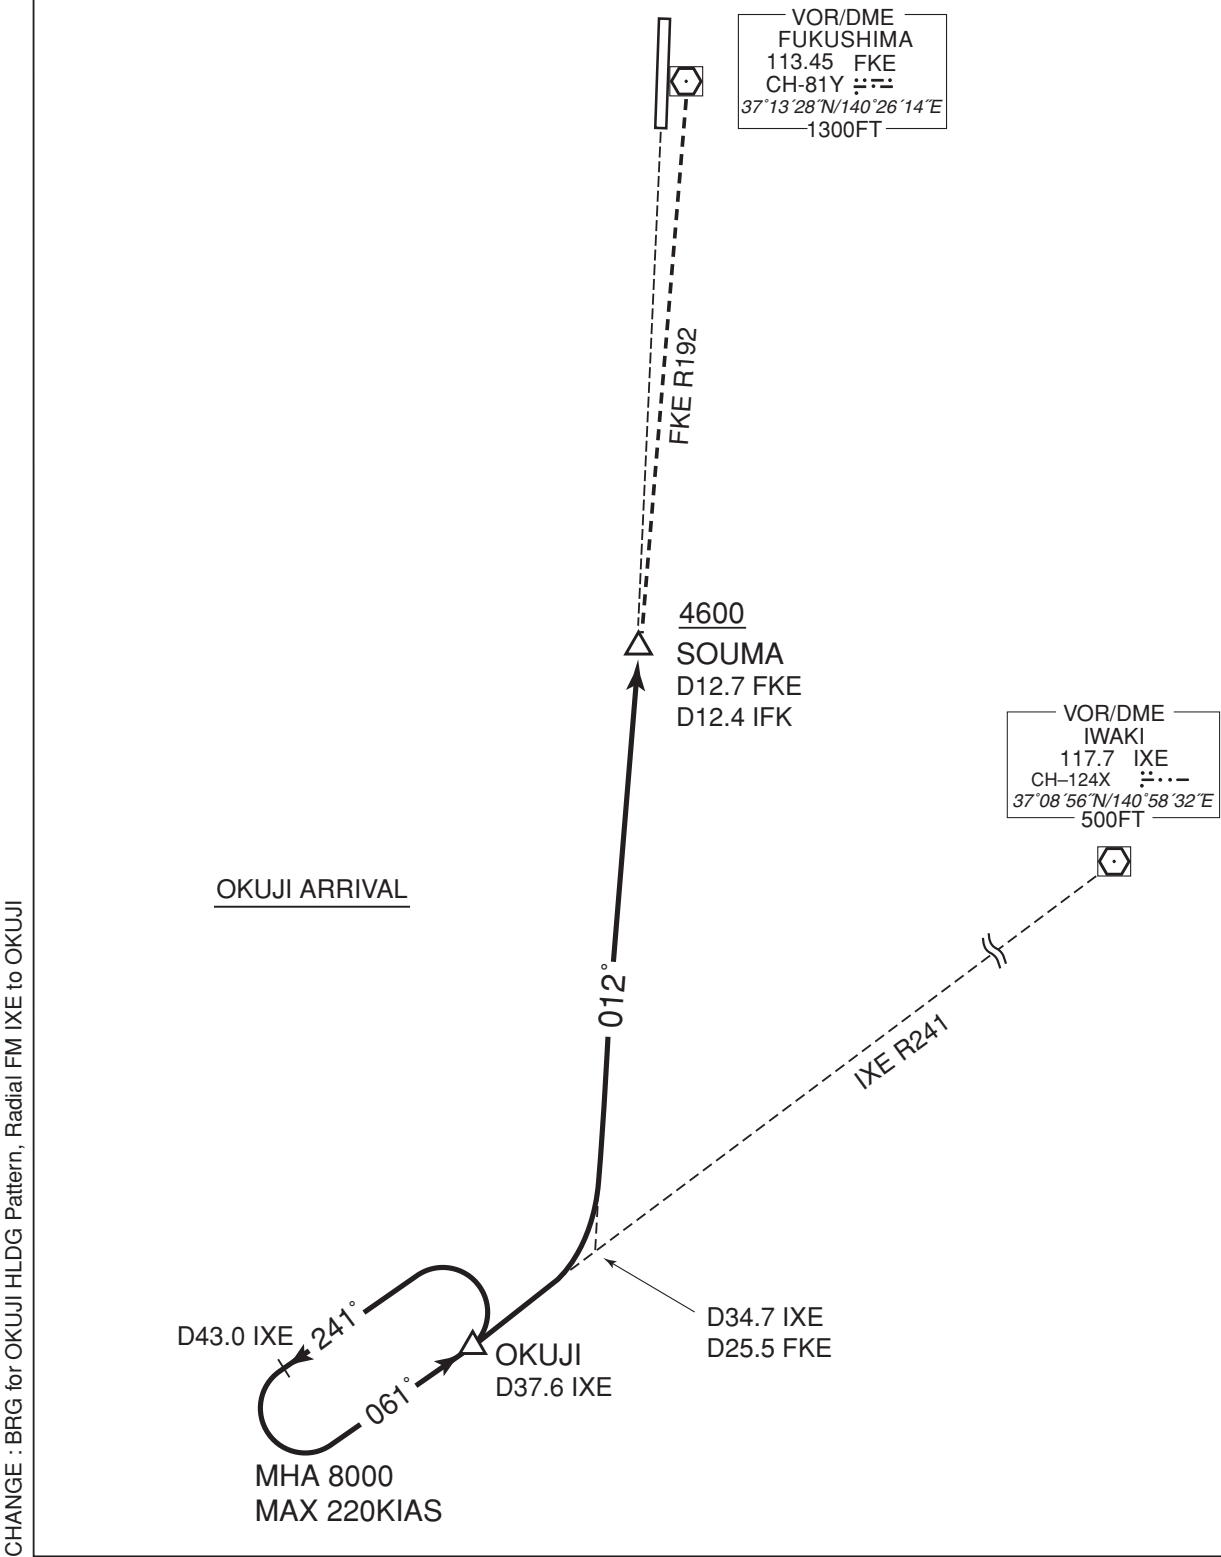 VOR/DME
FUKUSHIMA
113.45 FKE
CH-81Y
37°13′28″N/140°26′14″E
1300FT
FKE R192
4600
SOUMA
D12.7 FKE
D12.4 IFK
VOR/DME
IWAKI
117.7 IXE
CH–124X
37°08′56″N/140°58′32″E
500FT
OKUJI ARRIVAL
012°
IXE R241
D34.7 IXE
D25.5 FKE
D43.0 IXE
241°
OKUJI
D37.6 IXE
061°
MHA 8000
MAX 220KIAS
CHANGE : BRG for OKUJI HLDG Pattern, Radial FM IXE to OKUJI